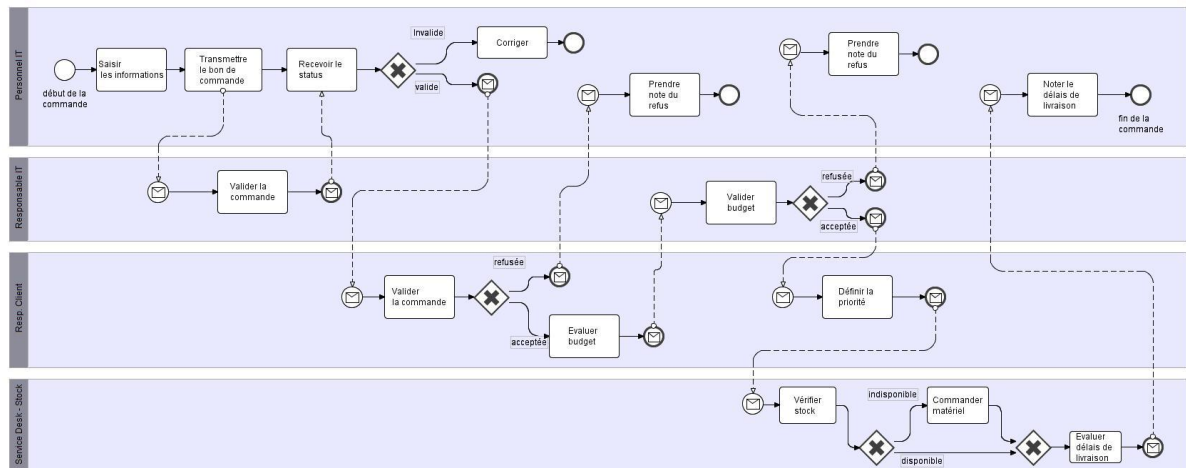 Personnel IT
début de la
commande
Saisir
les informations
Transmettre
le bon de
commande
Recevoir le
status
Invalide
valide
Corriger
Prendre
note du
refus
Prendre
note du
refus
Noter le
délais de
livraison
fin de la
commande
Responsable IT
Valider la
commande
Valider
budget
refusée
acceptée
Resp. Client
Valider
la commande
refusée
acceptée
Evaluer
budget
Définir la
priorité
Service Desk - Stock
Vérifier
stock
indisponible
disponible
Commander
matériel
Evaluer
délais de
livraison